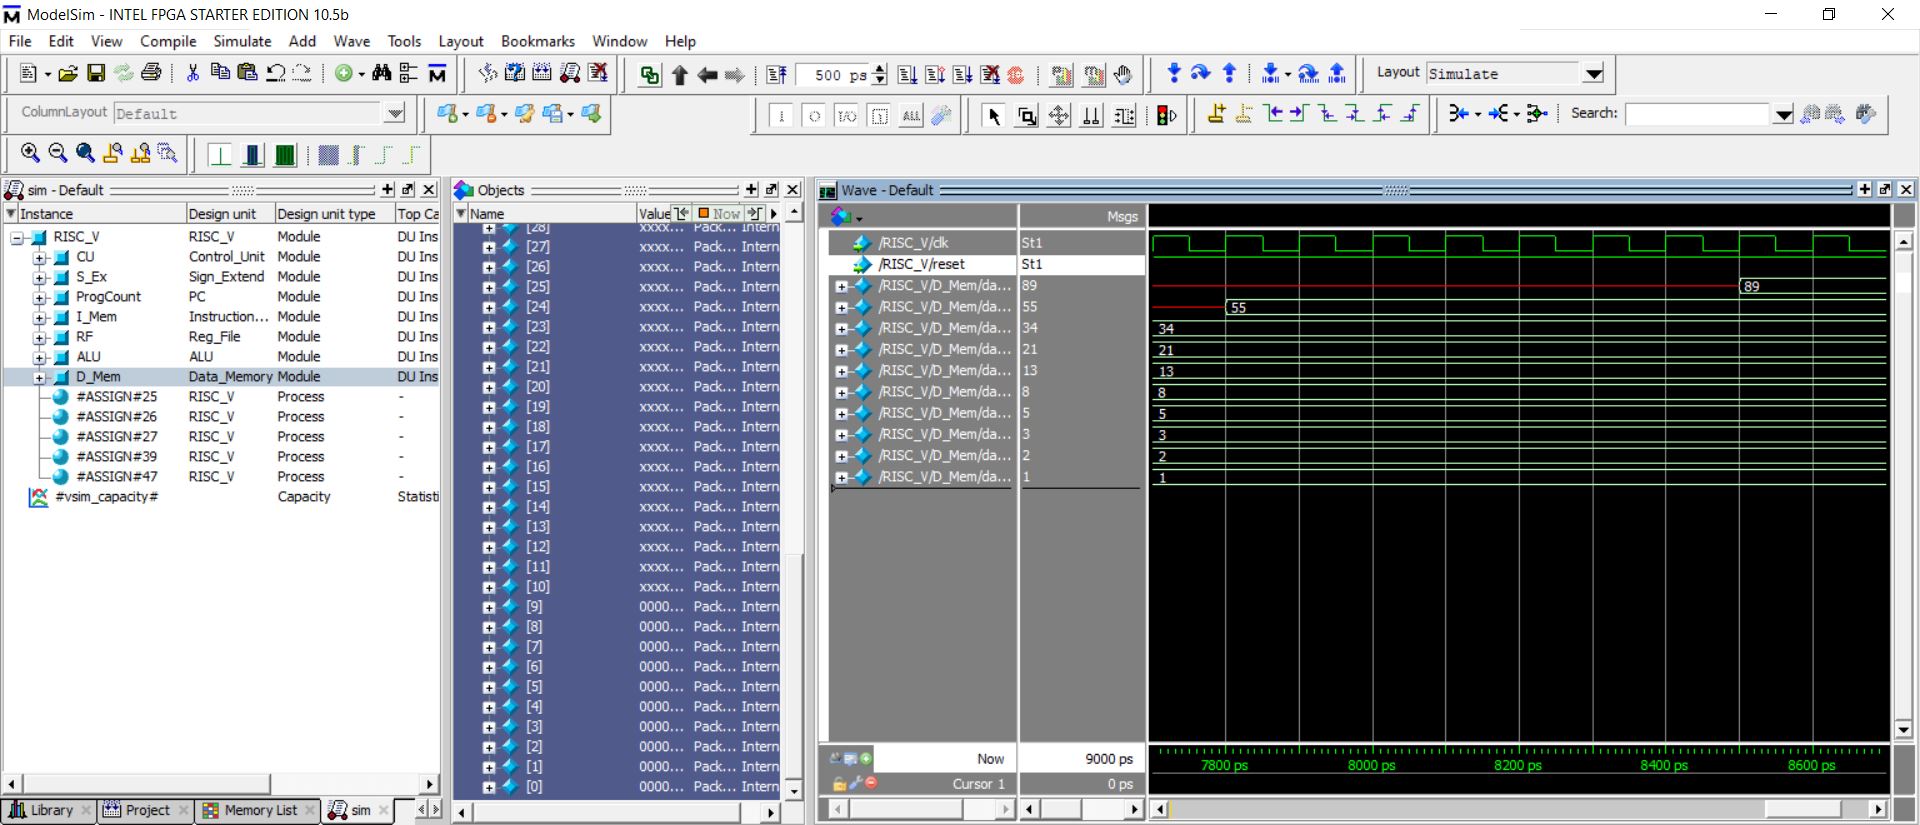 ModelSim - INTEL FPGA STARTER EDITION 10.5b
File Edit View Compile Simulate Add Wave Tools Layout Bookmarks Window Help
500 ps
Layout Simulate
ColumnLayout Default
I O I/O ALL
Search:
sim - Default
Instance Design unit Design unit type Top Ca
RISC_V RISC_V Module DU Ins
CU Control_Unit Module DU Ins
S_Ex Sign_Extend Module DU Ins
ProgCount PC Module DU Ins
I_Mem Instruction... Module DU Ins
RF Reg_File Module DU Ins
ALU ALU Module DU Ins
D_Mem Data_Memory Module DU Ins
#ASSIGN#25 RISC_V Process -
#ASSIGN#26 RISC_V Process -
#ASSIGN#27 RISC_V Process -
#ASSIGN#39 RISC_V Process -
#ASSIGN#47 RISC_V Process -
#vsim_capacity# Capacity Statisti
Library Project Memory List sim
Objects
Name Value Now
[28] xxxx... Pack... Intern
[27] xxxx... Pack... Intern
[26] xxxx... Pack... Intern
[25] xxxx... Pack... Intern
[24] xxxx... Pack... Intern
[23] xxxx... Pack... Intern
[22] xxxx... Pack... Intern
[21] xxxx... Pack... Intern
[20] xxxx... Pack... Intern
[19] xxxx... Pack... Intern
[18] xxxx... Pack... Intern
[17] xxxx... Pack... Intern
[16] xxxx... Pack... Intern
[15] xxxx... Pack... Intern
[14] xxxx... Pack... Intern
[13] xxxx... Pack... Intern
[12] xxxx... Pack... Intern
[11] xxxx... Pack... Intern
[10] xxxx... Pack... Intern
[9] 0000... Pack... Intern
[8] 0000... Pack... Intern
[7] 0000... Pack... Intern
[6] 0000... Pack... Intern
[5] 0000... Pack... Intern
[4] 0000... Pack... Intern
[3] 0000... Pack... Intern
[2] 0000... Pack... Intern
[1] 0000... Pack... Intern
[0] 0000... Pack... Intern
Wave - Default
Msgs
/RISC_V/clk St1
/RISC_V/reset St1
/RISC_V/D_Mem/da... 89 89
/RISC_V/D_Mem/da... 55 55
/RISC_V/D_Mem/da... 34 34
/RISC_V/D_Mem/da... 21 21
/RISC_V/D_Mem/da... 13 13
/RISC_V/D_Mem/da... 8 8
/RISC_V/D_Mem/da... 5 5
/RISC_V/D_Mem/da... 3 3
/RISC_V/D_Mem/da... 2 2
/RISC_V/D_Mem/da... 1 1
Now 9000 ps
7800 ps 8000 ps 8200 ps 8400 ps 8600 ps
Cursor 1 0 ps